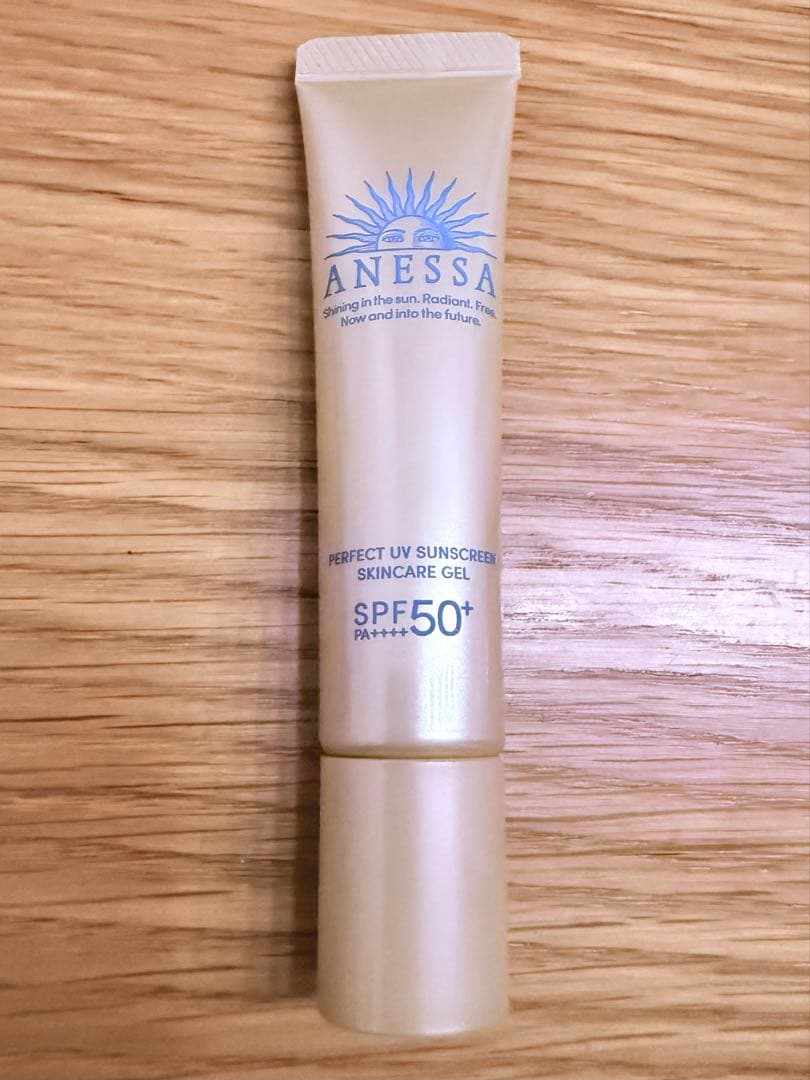 ANESSA
Shining in the sun. Radiant. Free.
Now and into the future.
PERFECT UV SUNSCREEN
SKINCARE GEL
SPF50+
PA++++